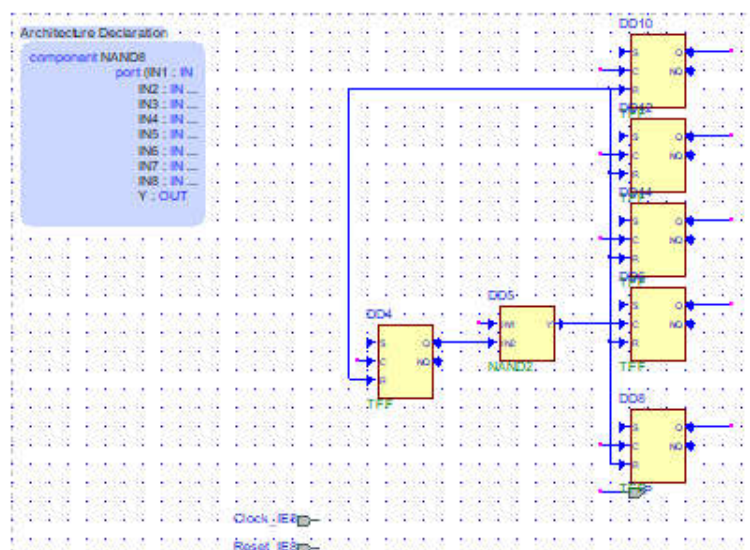 DD10
Architecture Declaration
component NAND8
port (IN1 : IN
IN2 : IN ...
IN3 : IN ...
IN4 : IN ...
IN5 : IN ...
IN6 : IN ...
IN7 : IN ...
IN8 : IN ...
Y : OUT
S Q
C NQ
R
DD12
S Q
C NQ
R
DD14
S Q
C NQ
R
S Q
C NQ
R
TFF
DD4
S Q
C NQ
R
TFF
DD5
IN1 Y
IN2
NAND2
DD8
S Q
C NQ
R